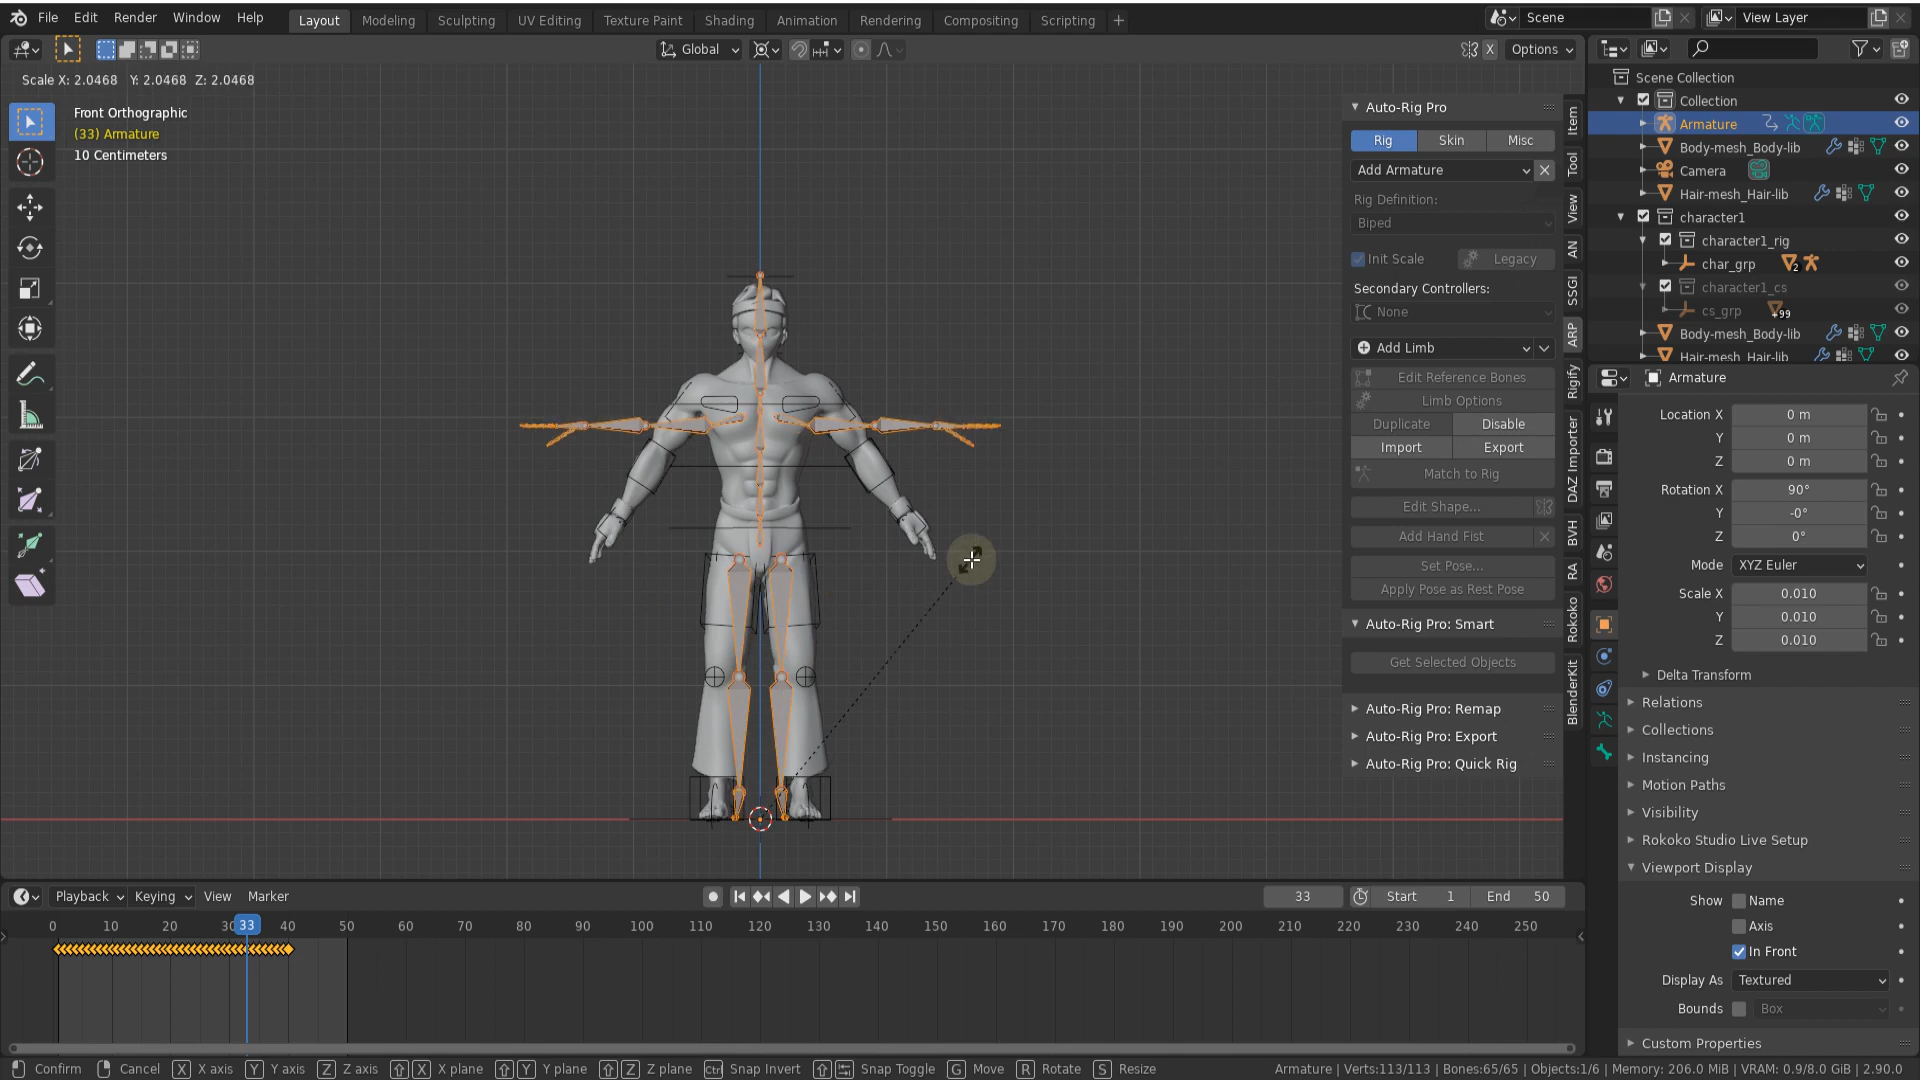 File Edit Render Window Help
Layout Modeling Sculpting UV Editing Texture Paint Shading Animation Rendering Compositing Scripting +
Scene
View Layer
Global
X Options
Scale X: 2.0468 Y: 2.0468 Z: 2.0468
Front Orthographic
(33) Armature
10 Centimeters
Auto-Rig Pro
Rig Skin Misc
Add Armature
Rig Definition:
Biped
Init Scale Legacy
Secondary Controllers:
None
Add Limb
Edit Reference Bones
Limb Options
Duplicate Disable
Import Export
Match to Rig
Edit Shape...
Add Hand Fist
Set Pose...
Apply Pose as Rest Pose
Auto-Rig Pro: Smart
Get Selected Objects
Auto-Rig Pro: Remap
Auto-Rig Pro: Export
Auto-Rig Pro: Quick Rig
Item
Tool
View
AN
SSGI
ARP
Rigify
DAZ Importer
BVH
RA
Rokoko
BlenderKit
Scene Collection
Collection
Armature
Body-mesh_Body-lib
Camera
Hair-mesh_Hair-lib
character1
character1_rig
char_grp 2
character1_cs
cs_grp +99
Body-mesh_Body-lib
Hair-mesh_Hair-lib
Armature
Location X 0 m
Y 0 m
Z 0 m
Rotation X 90°
Y -0°
Z 0°
Mode XYZ Euler
Scale X 0.010
Y 0.010
Z 0.010
Delta Transform
Relations
Collections
Instancing
Motion Paths
Visibility
Rokoko Studio Live Setup
Viewport Display
Show Name
Axis
In Front
Display As Textured
Bounds Box
Custom Properties
Playback Keying View Marker
33 Start 1 End 50
0 10 20 30 33 40 50 60 70 80 90 100 110 120 130 140 150 160 170 180 190 200 210 220 230 240 250
Confirm Cancel X X axis Y Y axis Z Z axis X X plane Y Y plane Z Z plane Ctrl Snap Invert Snap Toggle G Move R Rotate S Resize
Armature | Verts:113/113 | Bones:65/65 | Objects:1/6 | Memory: 206.0 MiB | VRAM: 0.9/8.0 GiB | 2.90.0